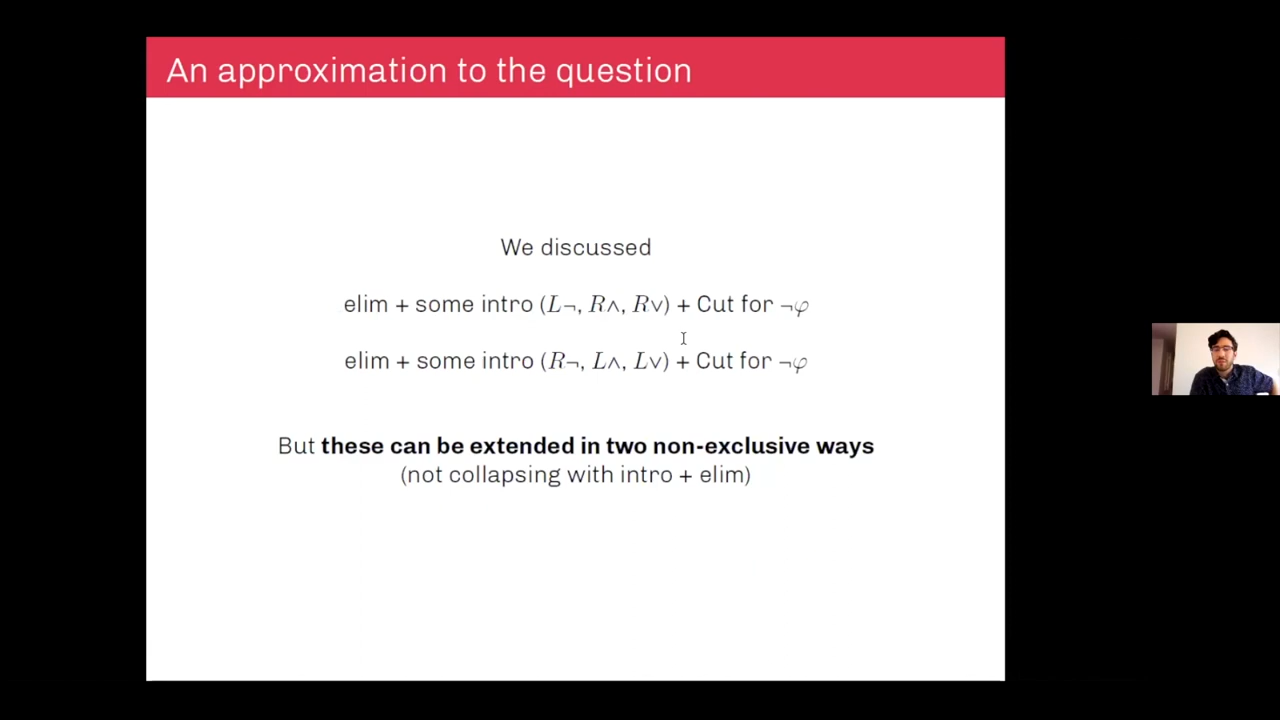 An approximation to the question
We discussed
elim + some intro (L¬, R∧, R∨) + Cut for ¬φ
elim + some intro (R¬, L∧, L∨) + Cut for ¬φ
But these can be extended in two non-exclusive ways
(not collapsing with intro + elim)